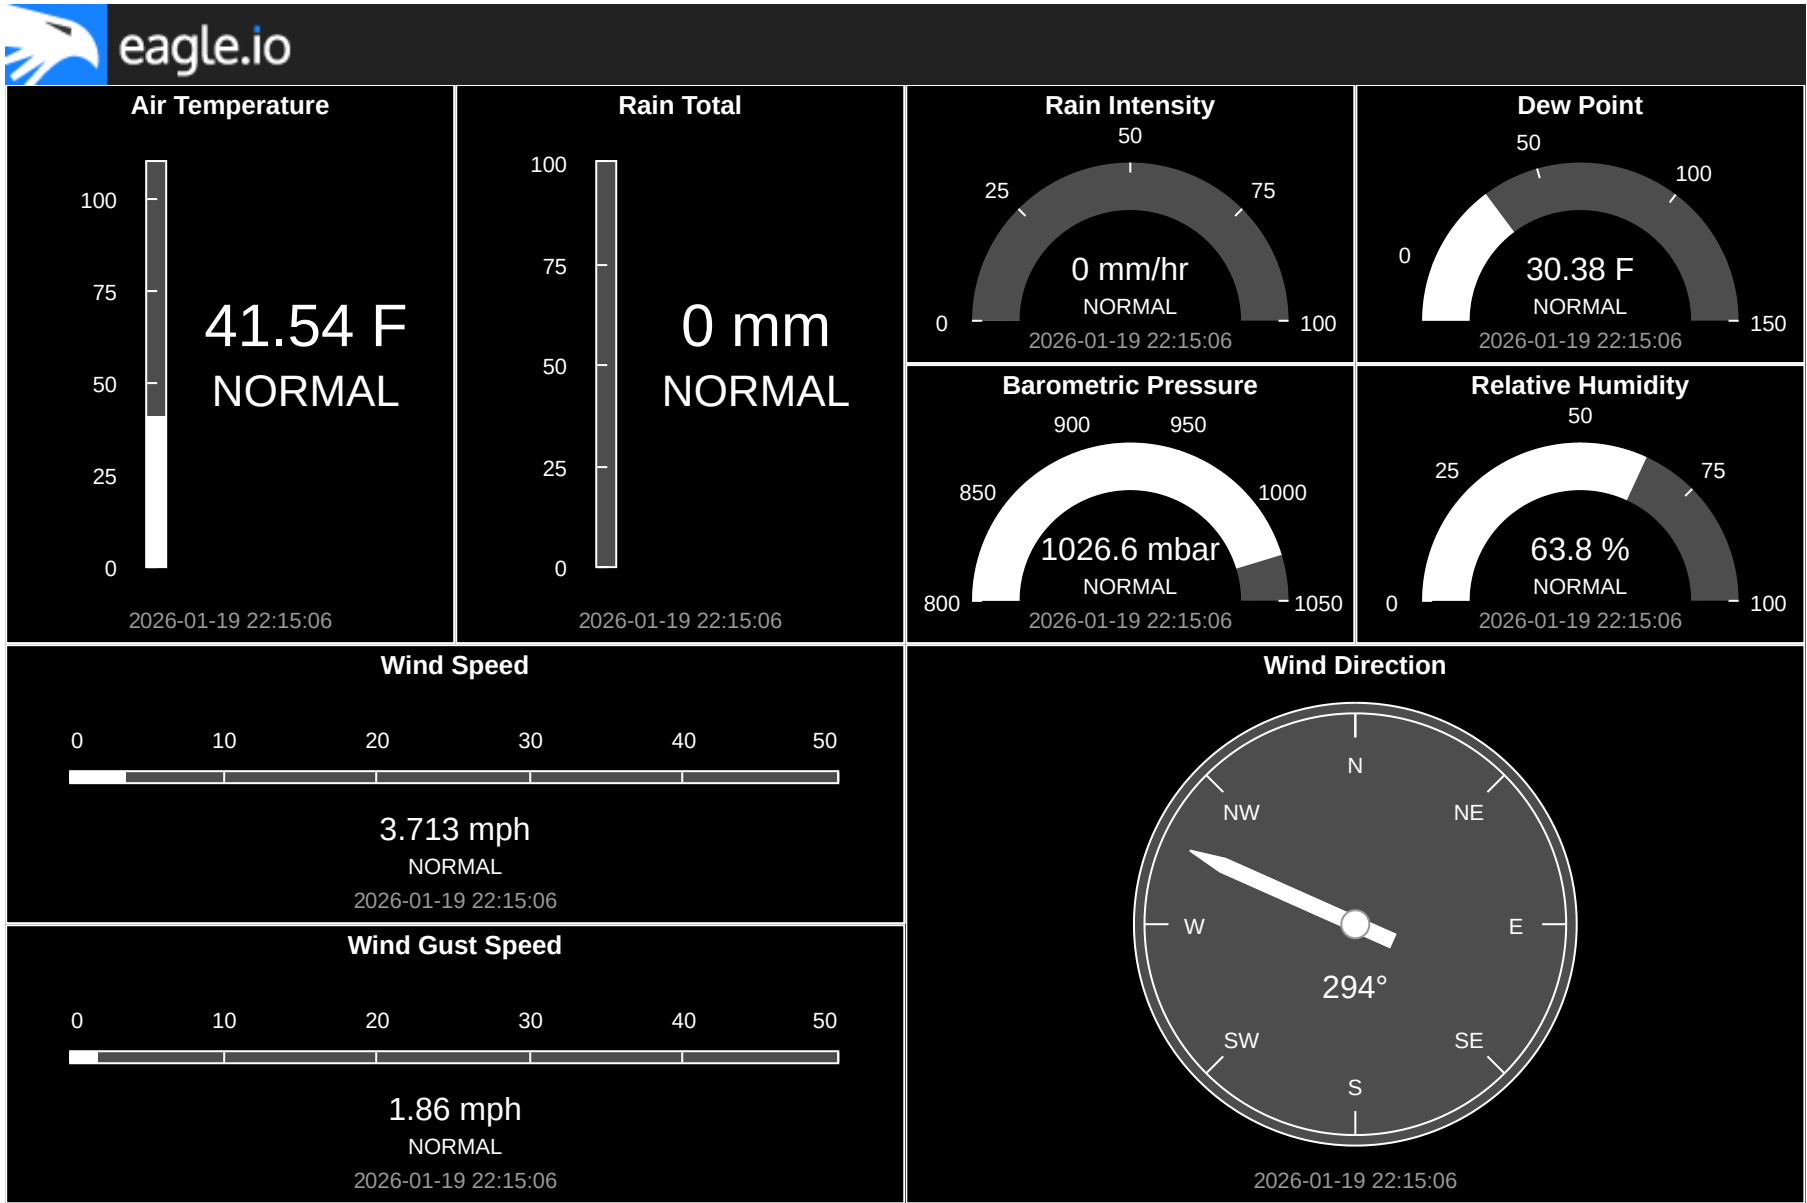 eagle.io
Air Temperature
100
75
50
25
0
41.54 F
NORMAL
2026-01-19 22:15:06
Rain Total
100
75
50
25
0
0 mm
NORMAL
2026-01-19 22:15:06
Rain Intensity
0
25
50
75
100
0 mm/hr
NORMAL
2026-01-19 22:15:06
Dew Point
0
50
100
150
30.38 F
NORMAL
2026-01-19 22:15:06
Barometric Pressure
800
850
900
950
1000
1050
1026.6 mbar
NORMAL
2026-01-19 22:15:06
Relative Humidity
0
25
50
75
100
63.8 %
NORMAL
2026-01-19 22:15:06
Wind Speed
0 10 20 30 40 50
3.713 mph
NORMAL
2026-01-19 22:15:06
Wind Gust Speed
0 10 20 30 40 50
1.86 mph
NORMAL
2026-01-19 22:15:06
Wind Direction
N
NW NE
W E
294°
SW SE
S
2026-01-19 22:15:06